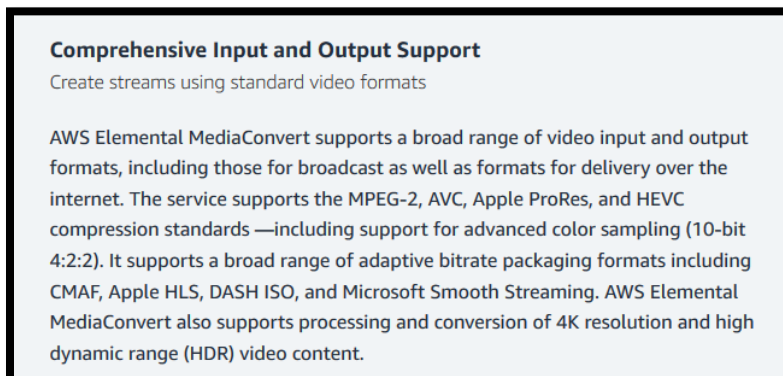 Comprehensive Input and Output Support
Create streams using standard video formats
AWS Elemental MediaConvert supports a broad range of video input and output
formats, including those for broadcast as well as formats for delivery over the
internet. The service supports the MPEG-2, AVC, Apple ProRes, and HEVC
compression standards —including support for advanced color sampling (10-bit
4:2:2). It supports a broad range of adaptive bitrate packaging formats including
CMAF, Apple HLS, DASH ISO, and Microsoft Smooth Streaming. AWS Elemental
MediaConvert also supports processing and conversion of 4K resolution and high
dynamic range (HDR) video content.